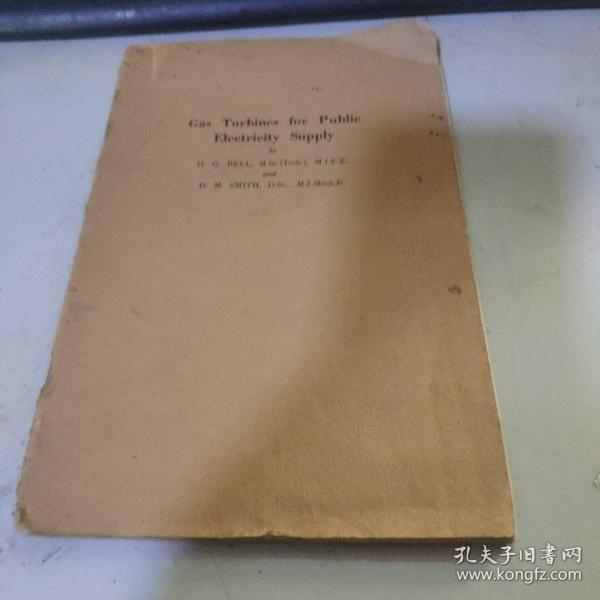 Gas Turbines for Public
Electricity Supply
by
H. G. BELL, M.Sc.(Tech.), M.I.E.E.
and
D. M. SMITH, D.Sc., M.I.Mech.E.
孔夫子旧書网
www.kongfz.com